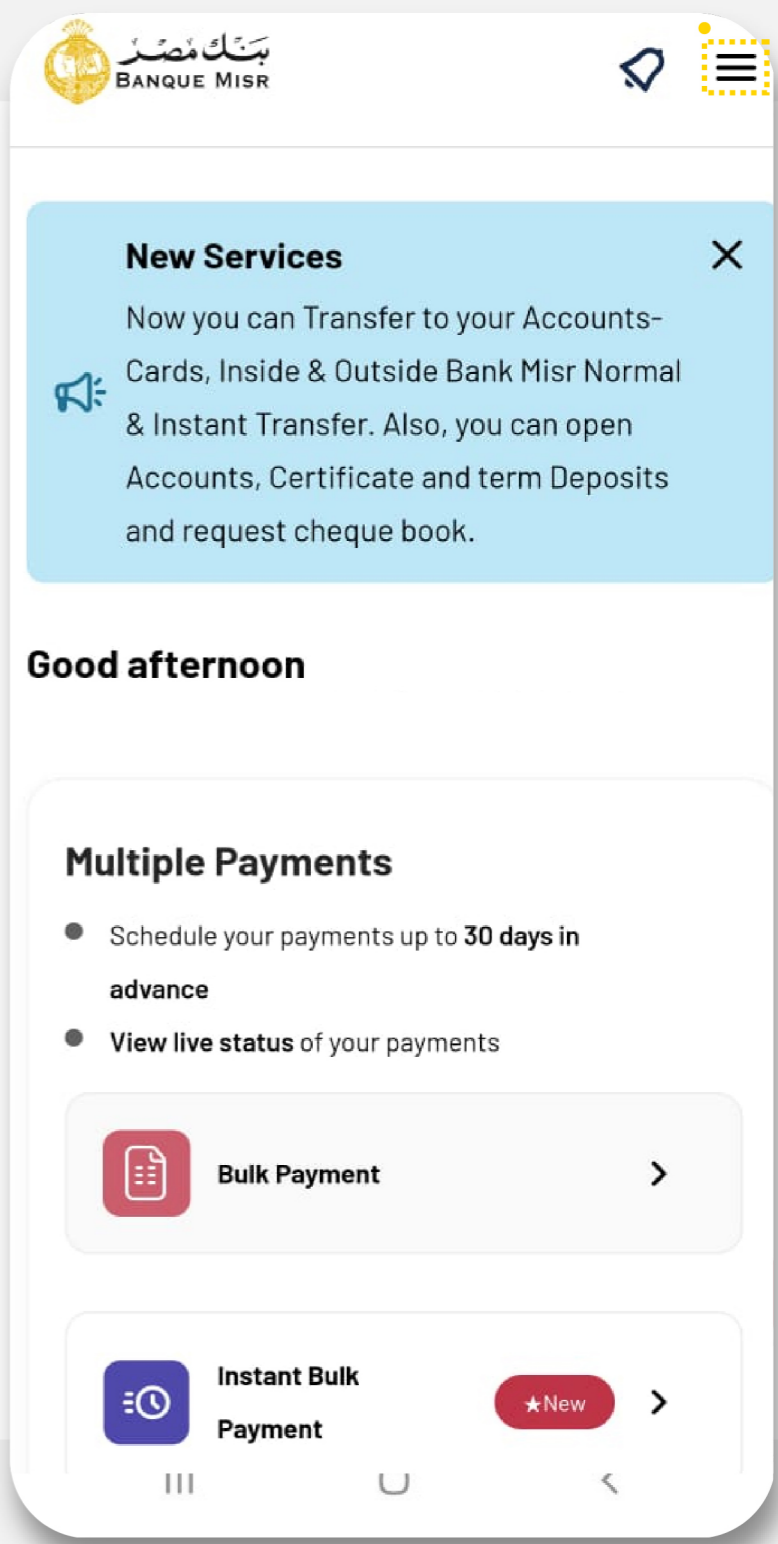 بنك مصر
BANQUE MISR
New Services
Now you can Transfer to your Accounts-
Cards, Inside & Outside Bank Misr Normal
& Instant Transfer. Also, you can open
Accounts, Certificate and term Deposits
and request cheque book.
Good afternoon
Multiple Payments
Schedule your payments up to 30 days in
advance
View live status of your payments
Bulk Payment
Instant Bulk
Payment
★New